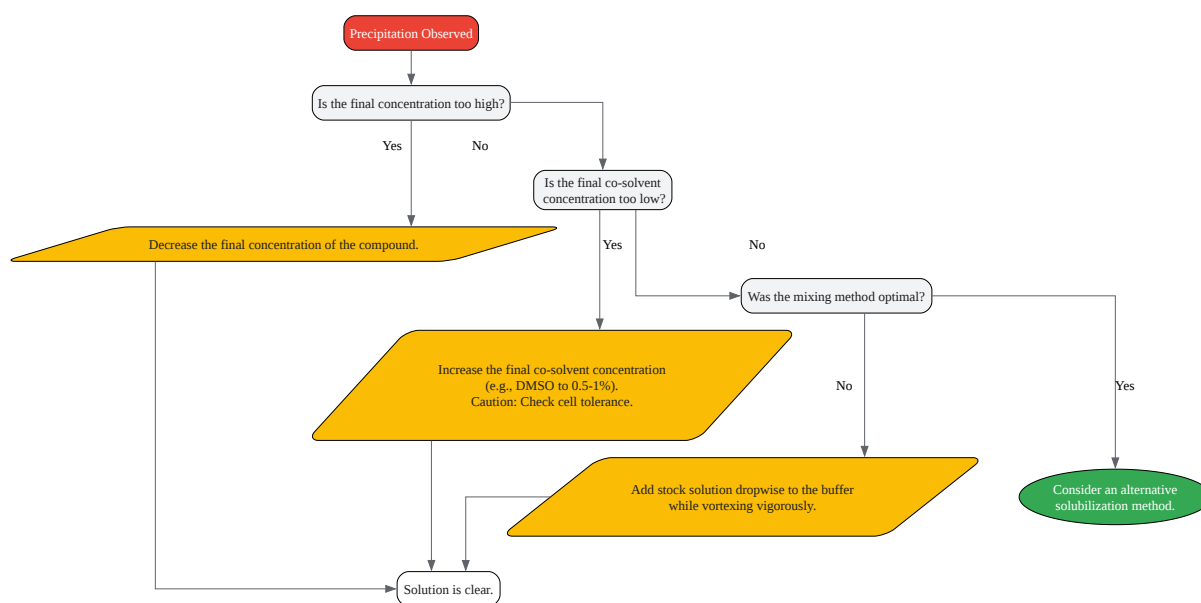 Precipitation Observed
Is the final concentration too high?
Yes
No
Is the final co-solvent
concentration too low?
Decrease the final concentration of the compound.
Yes
No
Was the mixing method optimal?
Increase the final co-solvent concentration
(e.g., DMSO to 0.5-1%).
Caution: Check cell tolerance.
No
Yes
Add stock solution dropwise to the buffer
while vortexing vigorously.
Consider an alternative
solubilization method.
Solution is clear.